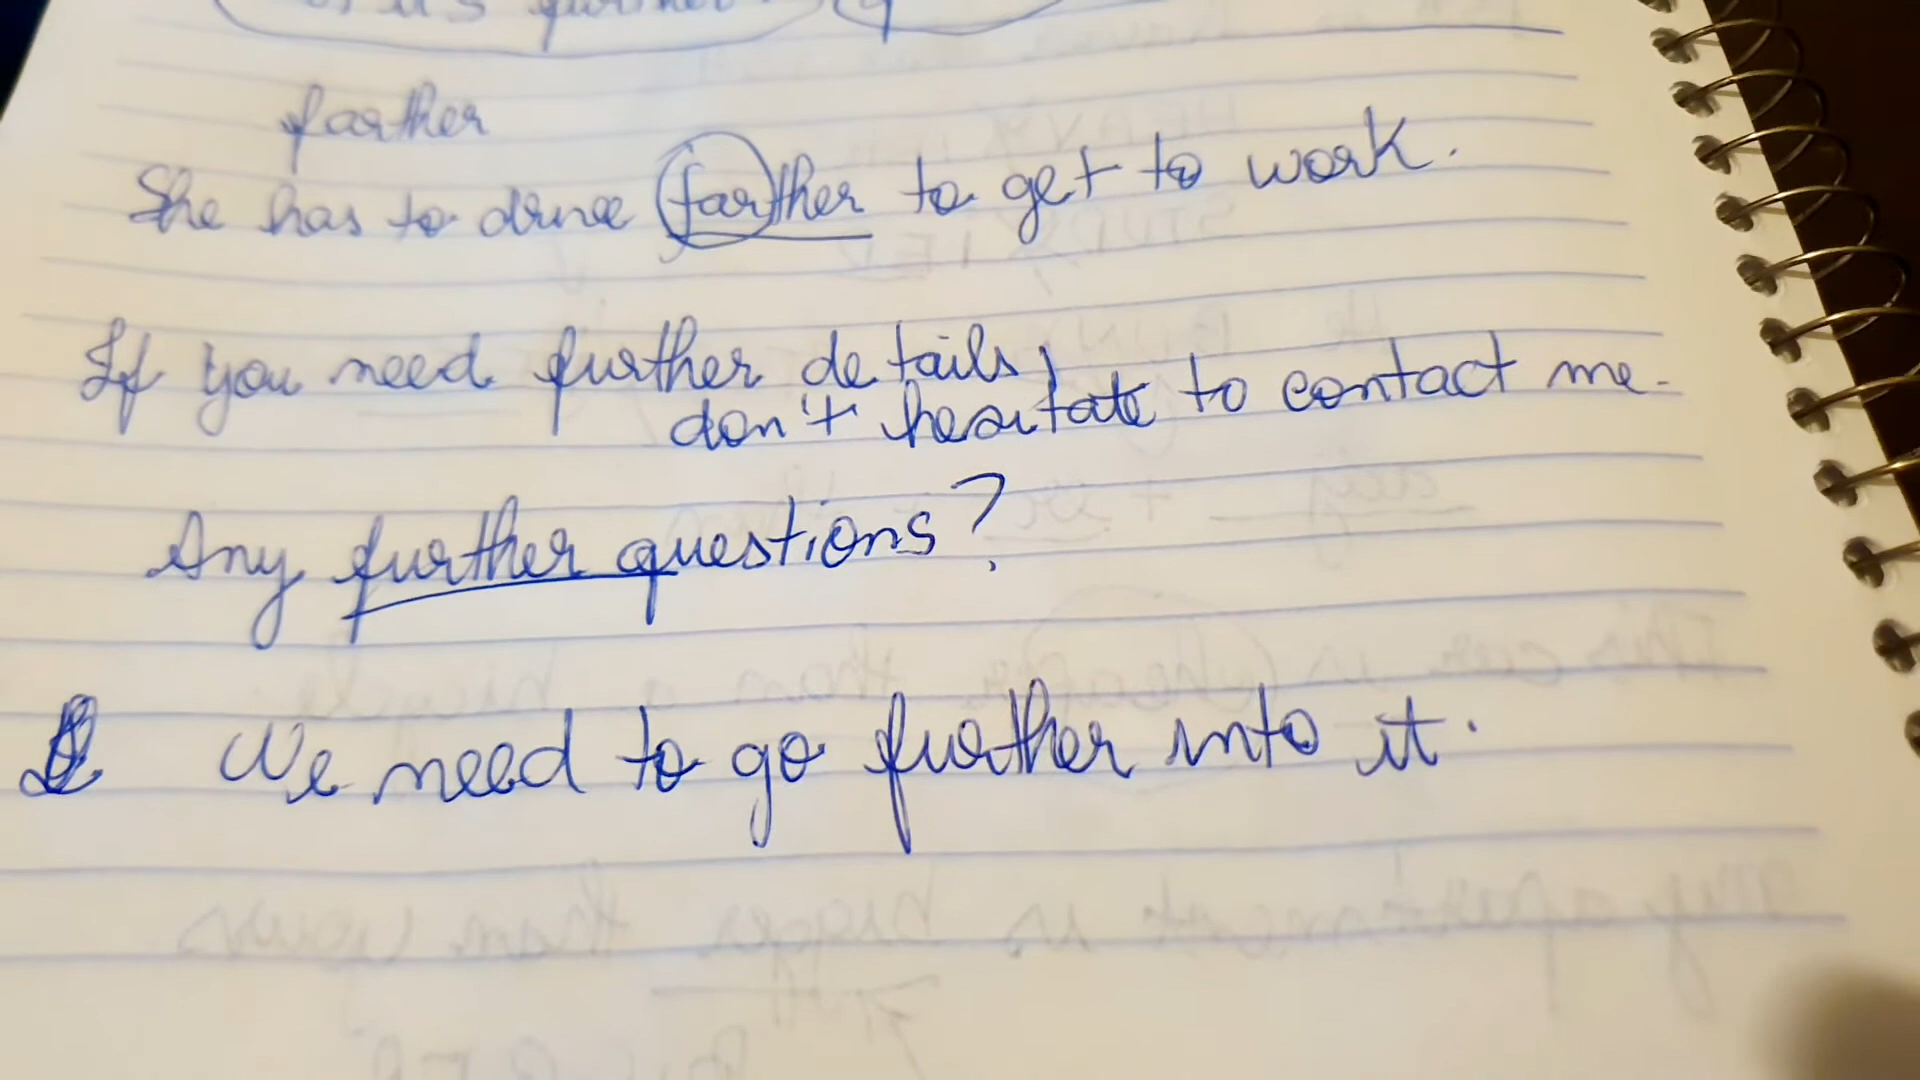 farther
She has to drive farther to get to work.
If you need further details,
don't hesitate to contact me.
Any further questions?
We need to go further into it.